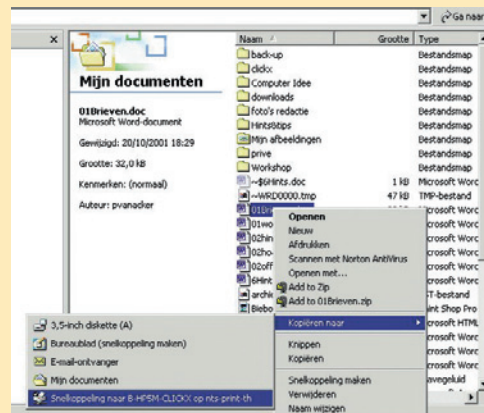 Ga naar
x
Naam Grootte Type
back-up Bestandsmap
clickx Bestandsmap
Computer Idee Bestandsmap
downloads Bestandsmap
foto's redactie Bestandsmap
Hints&tips Bestandsmap
Mijn afbeeldingen Bestandsmap
prive Bestandsmap
Workshop Bestandsmap
~$6Hints.doc 1 kB Microsoft Word
~WRD0000.tmp 47 kB TMP-bestand
Mijn documenten
01Brieven.doc
Microsoft Word-document
Gewijzigd: 20/10/2001 18:29
Grootte: 32,0 kB
Kenmerken: (normaal)
Auteur: pvanacker
Openen
Nieuw
Afdrukken
Scannen met Norton AntiVirus
Openen met...
Add to Zip
Add to 01Brieven.zip
Kopiëren naar
Knippen
Kopiëren
Snelkoppeling maken
Verwijderen
Naam wijzigen
3,5-inch diskette (A)
Bureaublad (snelkoppeling maken)
E-mail-ontvanger
Mijn documenten
Snelkoppeling naar B-HP5M-CLICKX op nts-print-th